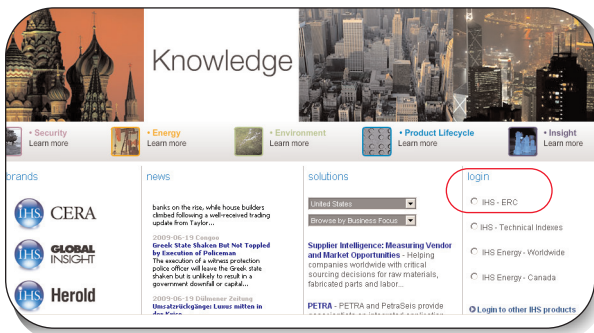 Knowledge
• Security
Learn more
• Energy
Learn more
• Environment
Learn more
• Product Lifecycle
Learn more
• Insight
Learn more
brands
IHS CERA
IHS GLOBAL INSIGHT
IHS Herold
news
banks on the rise, while house builders
climbed following a well-received trading
update from Taylor...
2009-06-19 Congoo
Greek State Shaken But Not Toppled
by Execution of Policeman
The execution of a witness protection
police officer will leave the Greek state
shaken but is unlikely to result in a
government downfall or capital...
2009-06-19 Dülmener Zeitung
Umsatzrückgänge: Luxus mitten in
der Krise
solutions
United States
Browse by Business Focus
Supplier Intelligence: Measuring Vendor
and Market Opportunities - Helping
companies worldwide with critical
sourcing decisions for raw materials,
fabricated parts and labor...
PETRA - PETRA and PetraSeis provide
login
IHS - ERC
IHS - Technical Indexes
IHS Energy - Worldwide
IHS Energy - Canada
Login to other IHS products